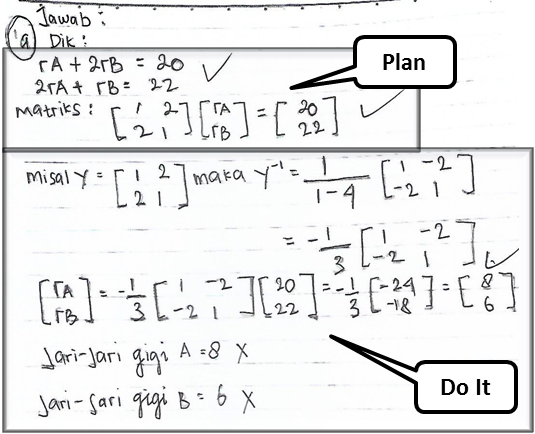 Jawab :
1a Dik :
rA + 2rB = 20 ✓
2rA + rB = 22
Plan
Matriks : [1 2; 2 1] [rA; rB] = [20; 22] ✓
misal Y = [1 2; 2 1] maka Y⁻¹ = 1/(1-4) [1 -2; -2 1]
= -1/3 [1 -2; -2 1] ✓
[rA; rB] = -1/3 [1 -2; -2 1] [20; 22] = -1/3 [-24; -18] = [8; 6]
Jari-Jari gigi A = 8 X
Jari-Jari gigi B = 6 X
Do It